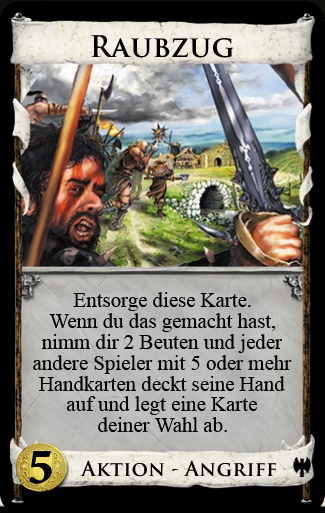 Raubzug
Entsorge diese Karte.
Wenn du das gemacht hast,
nimm dir 2 Beuten und jeder
andere Spieler mit 5 oder mehr
Handkarten deckt seine Hand
auf und legt eine Karte
deiner Wahl ab.
5
Aktion - Angriff